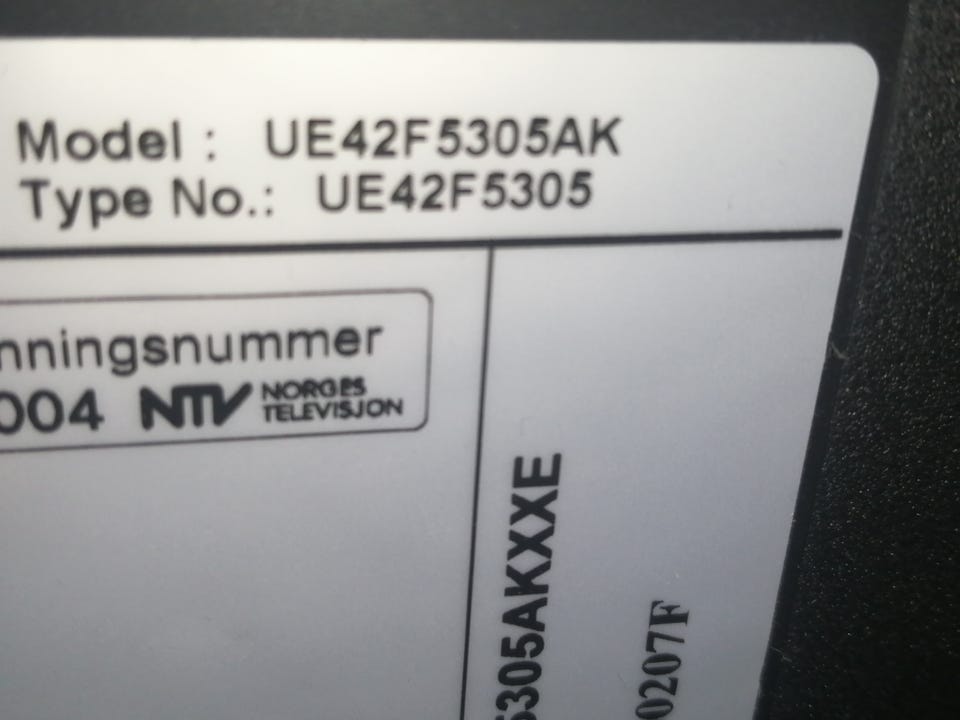 Model : UE42F5305AK
Type No.: UE42F5305
nningsnummer
004 NTV NORGES
TELEVISJON
5305AKXXE
0207F